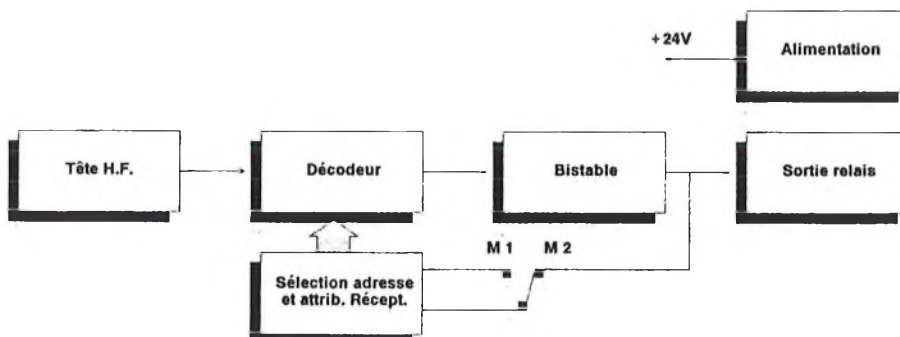 +24V
Alimentation
Tête H.F.
Décodeur
Bistable
Sortie relais
M 1
M 2
Sélection adresse
et attrib. Récept.